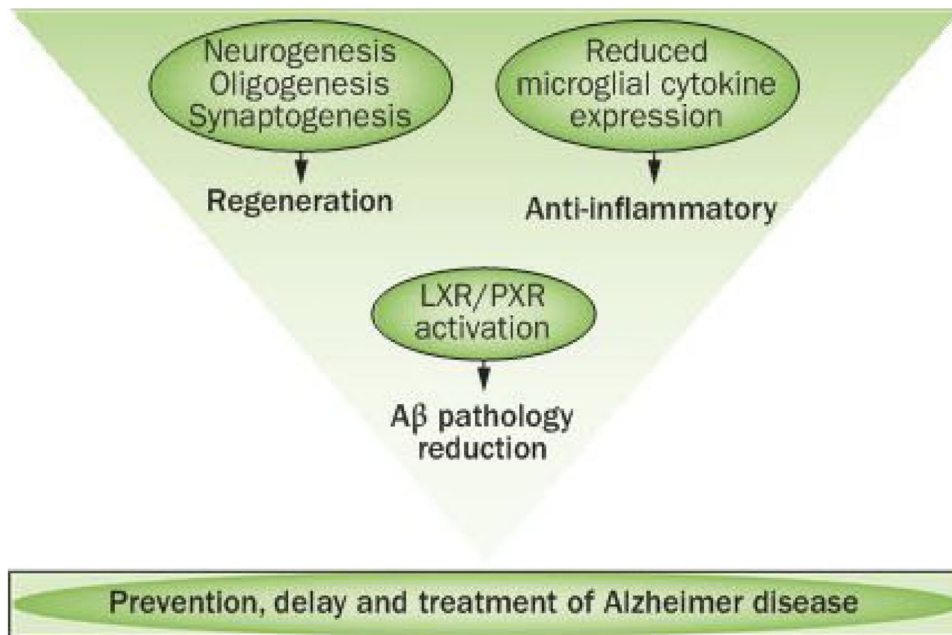 Neurogenesis
Oligogenesis
Synaptogenesis
Regeneration
Reduced
microglial cytokine
expression
Anti-inflammatory
LXR/PXR
activation
Aβ pathology
reduction
Prevention, delay and treatment of Alzheimer disease